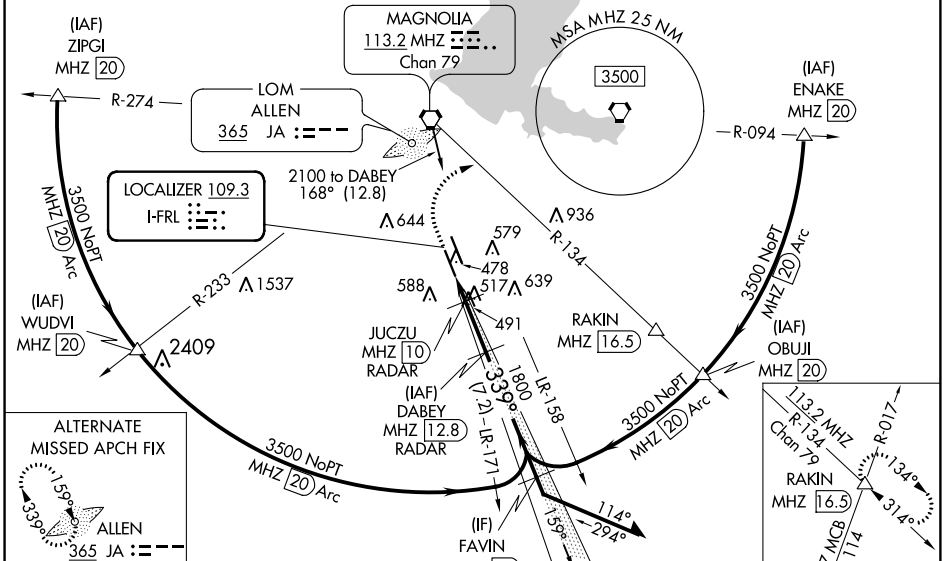 (IAF)
ZIPGI
MHZ 20
R-274
LOM
ALLEN
365 JA
MAGNOLIA
113.2 MHZ
Chan 79
MSA MHZ 25 NM
3500
(IAF)
ENAKE
MHZ 20
R-094
2100 to DABEY
168° (12.8)
LOCALIZER 109.3
I-FRL
3500 NoPT
MHZ 20 Arc
644
936
579
478
R-134
3500 NoPT
MHZ 20 Arc
R-233
1537
588
517
639
491
(IAF)
WUDVI
MHZ 20
2409
JUCZU
MHZ 10
RADAR
RAKIN
MHZ 16.5
(IAF)
OBUJI
MHZ 20
(IAF)
DABEY
MHZ 12.8
RADAR
339°
1800
(7.2)
LR-158
LR-171
3500 NoPT
MHZ 20 Arc
3500 NoPT
MHZ 20 Arc
114°
294°
159°
(IF)
FAVIN
ALTERNATE
MISSED APCH FIX
159°
339°
ALLEN
365 JA
113.2 MHZ
R-134
Chan 79
R-017
RAKIN
MHZ 16.5
134°
314°
MCB
114